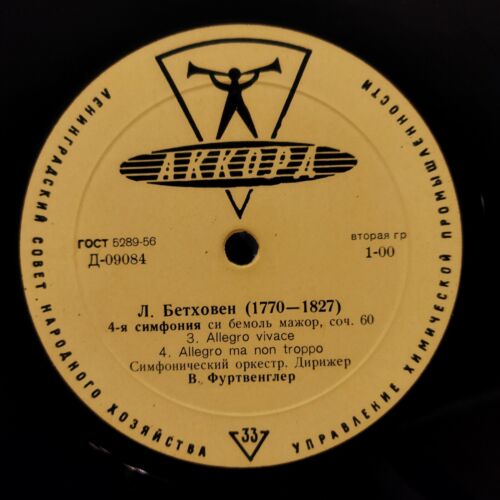 ЛЕНИНГРАДСКИЙ СОВЕТ НАРОДНОГО ХОЗЯЙСТВА
УПРАВЛЕНИЕ ХИМИЧЕСКОЙ ПРОМЫШЛЕННОСТИ
АККОРД
ГОСТ 5289-56
Д-09084
вторая гр
1-00
Л. Бетховен (1770—1827)
4-я симфония си бемоль мажор, соч. 60
3. Allegro vivace
4. Allegro ma non troppo
Симфонический оркестр. Дирижер
В. Фуртвенглер
33